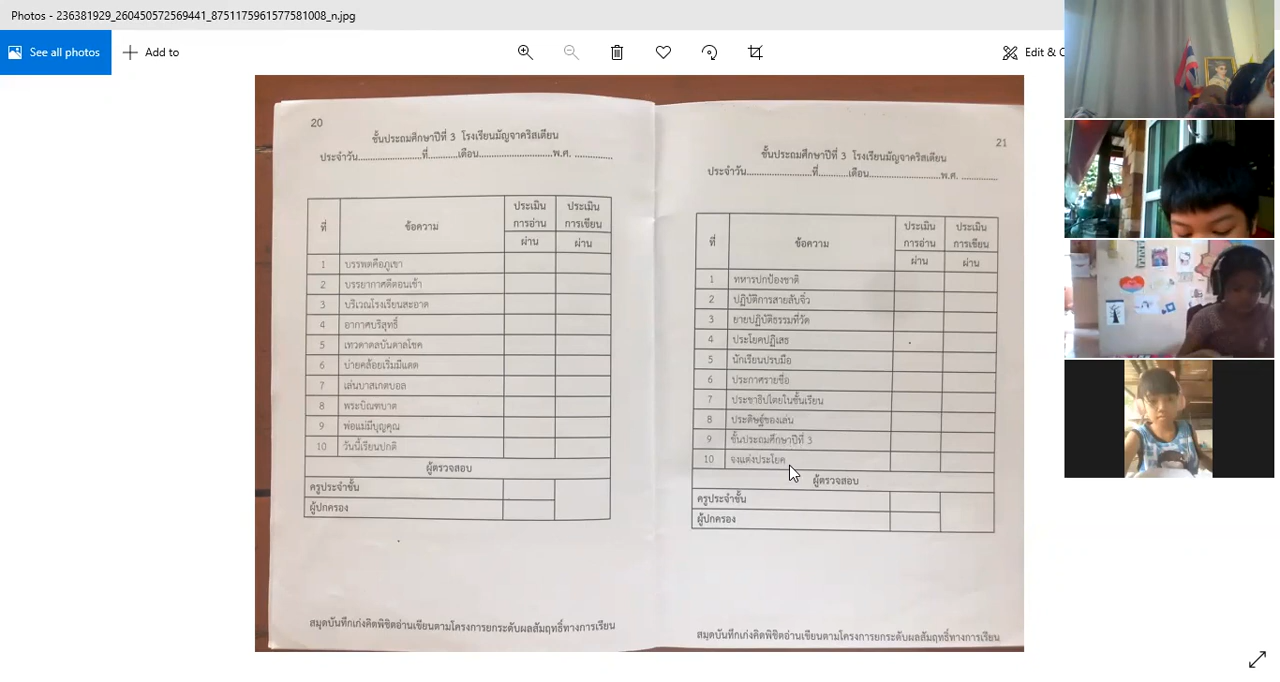 Photos - 236381929_260450572569441_8751175961577581008_n.jpg
See all photos
Add to
Edit & C
20
ชั้นประถมศึกษาปีที่ 3 โรงเรียนมัญจาคริสเตียน
ประจำวัน......................ที่..........เดือน........................พ.ศ. ............
ที่ ข้อความ ประเมินการอ่าน ประเมินการเขียน
ผ่าน ผ่าน
1 บรรพตคือภูเขา
2 บรรยากาศดีตอนเช้า
3 บริเวณโรงเรียนสะอาด
4 อากาศบริสุทธิ์
5 เทวดาดลบันดาลโชค
6 บ่ายคล้อยเริ่มมีแดด
7 เล่นบาสเกตบอล
8 พระบิณฑบาต
9 พ่อแม่มีบุญคุณ
10 วันนี้เรียนปกติ
ผู้ตรวจสอบ
ครูประจำชั้น
ผู้ปกครอง
สมุดบันทึกเก่งคิดพิชิตอ่านเขียนตามโครงการยกระดับผลสัมฤทธิ์ทางการเรียน
21
ชั้นประถมศึกษาปีที่ 3 โรงเรียนมัญจาคริสเตียน
ประจำวัน......................ที่..........เดือน........................พ.ศ. ............
ที่ ข้อความ ประเมินการอ่าน ประเมินการเขียน
ผ่าน ผ่าน
1 ทหารปกป้องชาติ
2 ปฏิบัติการสายลับจิ๋ว
3 ยายปฏิบัติธรรมที่วัด
4 ประโยคปฏิเสธ
5 นักเรียนปรบมือ
6 ประกาศรายชื่อ
7 ประชาธิปไตยในชั้นเรียน
8 ประดิษฐ์ของเล่น
9 ชั้นประถมศึกษาปีที่ 3
10 จงแต่งประโยค
ผู้ตรวจสอบ
ครูประจำชั้น
ผู้ปกครอง
สมุดบันทึกเก่งคิดพิชิตอ่านเขียนตามโครงการยกระดับผลสัมฤทธิ์ทางการเรียน